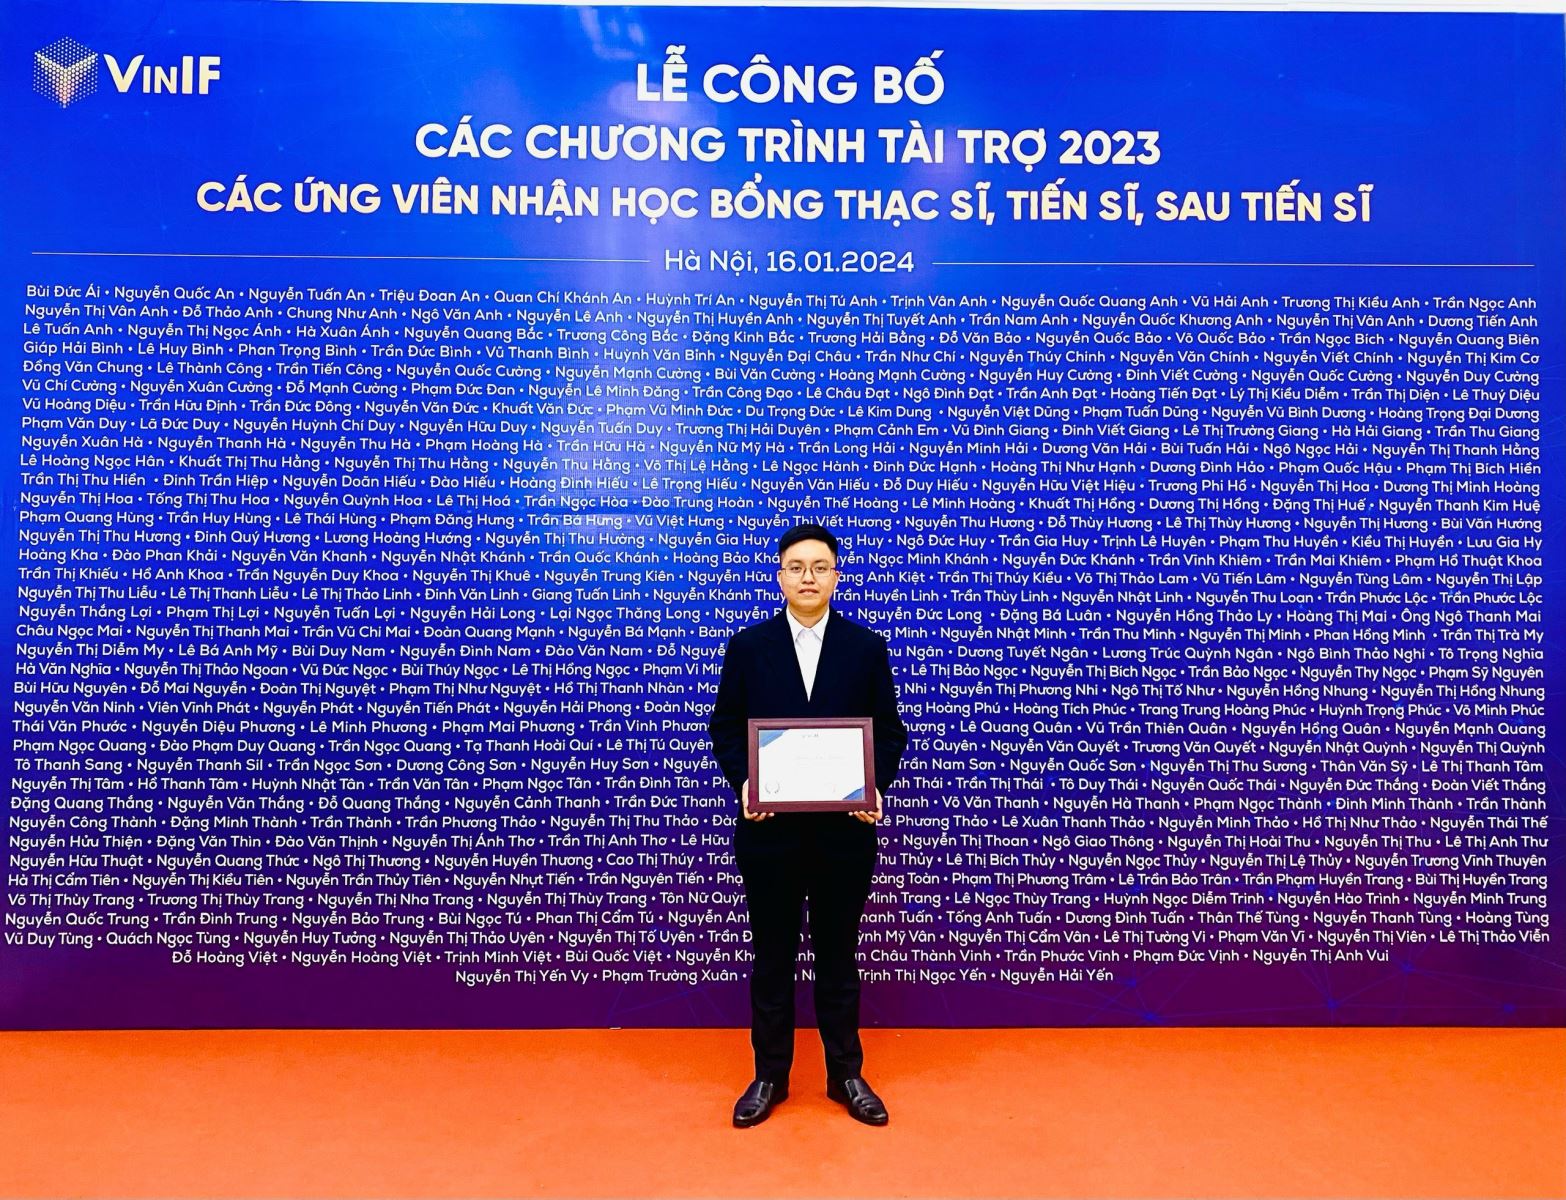 VINIF
LỄ CÔNG BỐ
CÁC CHƯƠNG TRÌNH TÀI TRỢ 2023
CÁC ỨNG VIÊN NHẬN HỌC BỔNG THẠC SĨ, TIẾN SĨ, SAU TIẾN SĨ
Hà Nội, 16.01.2024
Bùi Đức Ái • Nguyễn Quốc An • Nguyễn Tuấn An • Triệu Đoan An • Quan Chí Khánh An • Huỳnh Trí An • Nguyễn Thị Tú Anh • Trịnh Vân Anh • Nguyễn Quốc Quang Anh • Vũ Hải Anh • Trương Thị Kiều Anh • Trần Ngọc Anh
Nguyễn Thị Vân Anh • Đỗ Thảo Anh • Chung Như Anh • Ngô Văn Anh • Nguyễn Lê Anh • Nguyễn Thị Huyền Anh • Nguyễn Thị Tuyết Anh • Trần Nam Anh • Nguyễn Quốc Khương Anh • Nguyễn Thị Vân Anh • Dương Tiến Anh
Lê Tuấn Anh • Nguyễn Thị Ngọc Ánh • Hà Xuân Ánh • Nguyễn Quang Bắc • Trương Công Bắc • Đặng Kinh Bắc • Trương Hải Bằng • Đỗ Văn Bảo • Nguyễn Quốc Bảo • Võ Quốc Bảo • Trần Ngọc Bích • Nguyễn Quang Biên
Giáp Hải Bình • Lê Huy Bình • Phan Trọng Bình • Trần Đức Bình • Vũ Thanh Bình • Huỳnh Văn Bình • Nguyễn Đại Châu • Trần Như Chí • Nguyễn Thúy Chinh • Nguyễn Văn Chính • Nguyễn Viết Chính • Nguyễn Thị Kim Cơ
Đồng Văn Chung • Lê Thành Công • Trần Tiến Công • Nguyễn Quốc Cường • Nguyễn Mạnh Cường • Bùi Văn Cường • Hoàng Mạnh Cường • Nguyễn Huy Cường • Đinh Viết Cường • Nguyễn Quốc Cường • Nguyễn Duy Cường
Vũ Chí Cường • Nguyễn Xuân Cường • Đỗ Mạnh Cường • Phạm Đức Đan • Nguyễn Lê Minh Đăng • Trần Công Đạo • Lê Châu Đạt • Ngô Đình Đạt • Trần Anh Đạt • Hoàng Tiến Đạt • Lý Thị Kiều Diễm • Trần Thị Diện • Lê Thuý Diệu
Vũ Hoàng Diệu • Trần Hữu Định • Trần Đức Đông • Nguyễn Văn Đức • Khuất Văn Đức • Phạm Vũ Minh Đức • Du Trọng Đức • Lê Kim Dung • Nguyễn Việt Dũng • Phạm Tuấn Dũng • Nguyễn Vũ Bình Dương • Hoàng Trọng Đại Dương
Phạm Văn Duy • Lã Đức Duy • Nguyễn Huỳnh Chí Duy • Nguyễn Hữu Duy • Nguyễn Tuấn Duy • Trương Thị Hải Duyên • Phạm Cảnh Em • Vũ Đình Giang • Đinh Viết Giang • Lê Thị Trường Giang • Hà Hải Giang • Trần Thu Giang
Nguyễn Xuân Hà • Nguyễn Thanh Hà • Nguyễn Thu Hà • Phạm Hoàng Hà • Trần Hữu Hà • Nguyễn Nữ Mỹ Hà • Trần Long Hải • Nguyễn Minh Hải • Dương Văn Hải • Bùi Tuấn Hải • Ngô Ngọc Hải • Nguyễn Thị Thanh Hằng
Lê Hoàng Ngọc Hân • Khuất Thị Thu Hằng • Nguyễn Thị Thu Hằng • Nguyễn Thu Hằng • Võ Thị Lệ Hằng • Lê Ngọc Hành • Đinh Đức Hạnh • Hoàng Thị Như Hạnh • Dương Đình Hảo • Phạm Quốc Hậu • Phạm Thị Bích Hiền
Trần Thị Thu Hiền • Đinh Trần Hiệp • Nguyễn Doãn Hiếu • Đào Hiếu • Hoàng Đình Hiếu • Lê Trọng Hiếu • Nguyễn Văn Hiếu • Đỗ Duy Hiếu • Nguyễn Hữu Việt Hiệu • Trương Phi Hổ • Nguyễn Thị Hoa • Dương Thị Minh Hoàng
Nguyễn Thị Hoa • Tống Thị Thu Hoa • Nguyễn Quỳnh Hoa • Lê Thị Hoá • Trần Ngọc Hòa • Đào Trung Hoàn • Nguyễn Thế Hoàng • Lê Minh Hoàng • Khuất Thị Hồng • Dương Thị Hồng • Đặng Thị Huế • Nguyễn Thanh Kim Huệ
Phạm Quang Hùng • Trần Huy Hùng • Lê Thái Hùng • Phạm Đăng Hưng • Trần Bá Hưng • Vũ Việt Hưng • Nguyễn Thị Viết Hương • Nguyễn Thu Hương • Đỗ Thùy Hương • Lê Thị Thùy Hương • Nguyễn Thị Hương • Bùi Văn Hướng
Nguyễn Thị Thu Hương • Đinh Quý Hương • Lương Hoàng Hướng • Nguyễn Thị Thu Hường • Nguyễn Gia Huy • Huy • Ngô Đức Huy • Trần Gia Huy • Trịnh Lê Huyên • Phạm Thu Huyền • Kiều Thị Huyền • Lưu Gia Hy
Hoàng Kha • Đào Phan Khải • Nguyễn Văn Khanh • Nguyễn Nhật Khánh • Trần Quốc Khánh • Hoàng Bảo Ngọc Minh Khánh • Nguyễn Đức Khánh • Trần Vĩnh Khiêm • Trần Mai Khiêm • Phạm Hồ Thuật Khoa
Trần Thị Khiếu • Hồ Anh Khoa • Trần Nguyễn Duy Khoa • Nguyễn Thị Khuê • Nguyễn Trung Kiên • Nguyễn Hữu Anh Kiệt • Trần Thị Thúy Kiều • Võ Thị Thảo Lam • Vũ Tiến Lâm • Nguyễn Tùng Lâm • Nguyễn Thị Lập
Nguyễn Thị Thu Liễu • Lê Thị Thanh Liễu • Lê Thị Thảo Linh • Đinh Văn Linh • Giang Tuấn Linh • Nguyễn Khánh Huyền Linh • Trần Thùy Linh • Nguyễn Nhật Linh • Nguyễn Thu Loan • Trần Phước Lộc • Trần Phước Lộc
Nguyễn Thắng Lợi • Phạm Thị Lợi • Nguyễn Tuấn Lợi • Nguyễn Hải Long • Lại Ngọc Thăng Long • Nguyễn Nguyễn Đức Long • Đặng Bá Luân • Nguyễn Hồng Thảo Ly • Hoàng Thị Mai • Ông Ngô Thanh Mai
Châu Ngọc Mai • Nguyễn Thị Thanh Mai • Trần Vũ Chi Mai • Đoàn Quang Mạnh • Nguyễn Bá Mạnh • Bành Minh • Nguyễn Nhật Minh • Trần Thu Minh • Nguyễn Thị Minh • Phan Hồng Minh • Trần Thị Trà My
Nguyễn Thị Diễm My • Lê Bá Anh Mỹ • Bùi Duy Nam • Nguyễn Đình Nam • Đào Văn Nam • Đỗ Ngân • Dương Tuyết Ngân • Lương Trúc Quỳnh Ngân • Ngô Bình Thảo Nghi • Tô Trọng Nghĩa
Hà Văn Nghĩa • Nguyễn Thị Thảo Ngoan • Vũ Đức Ngọc • Bùi Thúy Ngọc • Lê Thị Hồng Ngọc • Phạm Vi • Lê Thị Bảo Ngọc • Nguyễn Thị Bích Ngọc • Trần Bảo Ngọc • Nguyễn Thy Ngọc • Phạm Sỹ Nguyên
Bùi Hữu Nguyên • Đỗ Mai Nguyễn • Đoàn Thị Nguyệt • Phạm Thị Như Nguyệt • Hồ Thị Thanh Nhàn • Nhi • Nguyễn Thị Phương Nhi • Ngô Thị Tố Như • Nguyễn Hồng Nhung • Nguyễn Thị Hồng Nhung
Nguyễn Văn Ninh • Viên Vĩnh Phát • Nguyễn Phát • Nguyễn Tiến Phát • Nguyễn Hải Phong • Đoàn Hoàng Phú • Hoàng Tích Phúc • Trang Trung Hoàng Phúc • Huỳnh Trọng Phúc • Võ Minh Phúc
Thái Văn Phước • Nguyễn Diệu Phương • Lê Minh Phương • Phạm Mai Phương • Trần Vinh • Lê Quang Quân • Vũ Trần Thiên Quân • Nguyễn Hồng Quân • Nguyễn Mạnh Quang
Phạm Ngọc Quang • Đào Phạm Duy Quang • Trần Ngọc Quang • Tạ Thanh Hoài Quí • Lê Thị Tú Quyên Tố Quyên • Nguyễn Văn Quyết • Trương Văn Quyết • Nguyễn Nhật Quỳnh • Nguyễn Thị Quỳnh
Tô Thanh Sang • Nguyễn Thanh Sil • Trần Ngọc Sơn • Dương Công Sơn • Nguyễn Huy Sơn • Nguyễn Nam Sơn • Nguyễn Quốc Sơn • Nguyễn Thị Thu Sương • Thân Văn Sỹ • Lê Thị Thanh Tâm
Nguyễn Thị Tâm • Hồ Thanh Tâm • Huỳnh Nhật Tân • Trần Văn Tân • Phạm Ngọc Tân • Trần Đình Tân • Thái • Trần Thị Thái • Tô Duy Thái • Nguyễn Quốc Thái • Nguyễn Đức Thắng • Đoàn Viết Thắng
Đặng Quang Thắng • Nguyễn Văn Thắng • Đỗ Quang Thắng • Nguyễn Cảnh Thanh • Trần Đức Thanh • Thanh • Võ Văn Thanh • Nguyễn Hà Thanh • Phạm Ngọc Thành • Đinh Minh Thành • Trần Thành
Nguyễn Công Thành • Đặng Minh Thành • Trần Thành • Trần Phương Thảo • Nguyễn Thị Thu Thảo • Lê Phương Thảo • Lê Xuân Thanh Thảo • Nguyễn Minh Thảo • Hồ Thị Như Thảo • Nguyễn Thái Thế
Nguyễn Hửu Thiện • Đặng Văn Thìn • Đào Văn Thịnh • Nguyễn Thị Ánh Thơ • Trần Thị Anh Thơ • Lê Hữu • Nguyễn Thị Thoan • Ngô Giao Thông • Nguyễn Thị Hoài Thu • Nguyễn Thị Thu • Lê Thị Anh Thư
Nguyễn Hữu Thuật • Nguyễn Quang Thức • Ngô Thị Thương • Nguyễn Huyền Thương • Cao Thị Thúy • Thu Thủy • Lê Thị Bích Thủy • Nguyễn Ngọc Thủy • Nguyễn Thị Lệ Thủy • Nguyễn Trương Vĩnh Thuyên
Hà Thị Cẩm Tiên • Nguyễn Thị Kiều Tiên • Nguyễn Trần Thủy Tiên • Nguyễn Nhựt Tiến • Trần Nguyên Tiến • Toàn • Phạm Thị Phương Trâm • Lê Trần Bảo Trân • Trần Phạm Huyền Trang • Bùi Thị Huyền Trang
Võ Thị Thùy Trang • Trương Thị Thùy Trang • Nguyễn Thị Nha Trang • Nguyễn Thị Thùy Trang • Tôn Nữ Minh Trang • Lê Ngọc Thùy Trang • Huỳnh Ngọc Diễm Trinh • Nguyễn Hào Trình • Nguyễn Minh Trung
Nguyễn Quốc Trung • Trần Đình Trung • Nguyễn Bảo Trung • Bùi Ngọc Tú • Phan Thị Cẩm Tú • Nguyễn Tuấn • Tống Anh Tuấn • Dương Đình Tuấn • Thân Thế Tùng • Nguyễn Thanh Tùng • Hoàng Tùng
Vũ Duy Tùng • Quách Ngọc Tùng • Nguyễn Huy Tưởng • Nguyễn Thị Thảo Uyên • Nguyễn Thị Tố Uyên • Trần Mỹ Vân • Nguyễn Thị Cẩm Vân • Lê Thị Tường Vi • Phạm Văn Vĩ • Nguyễn Thị Viên • Lê Thị Thảo Viễn
Đỗ Hoàng Việt • Nguyễn Hoàng Việt • Trịnh Minh Việt • Bùi Quốc Việt • Nguyễn Châu Thành Vinh • Trần Phước Vinh • Phạm Đức Vịnh • Nguyễn Thị Anh Vui
Nguyễn Thị Yến Vy • Phạm Trường Xuân • Trịnh Thị Ngọc Yến • Nguyễn Hải Yến